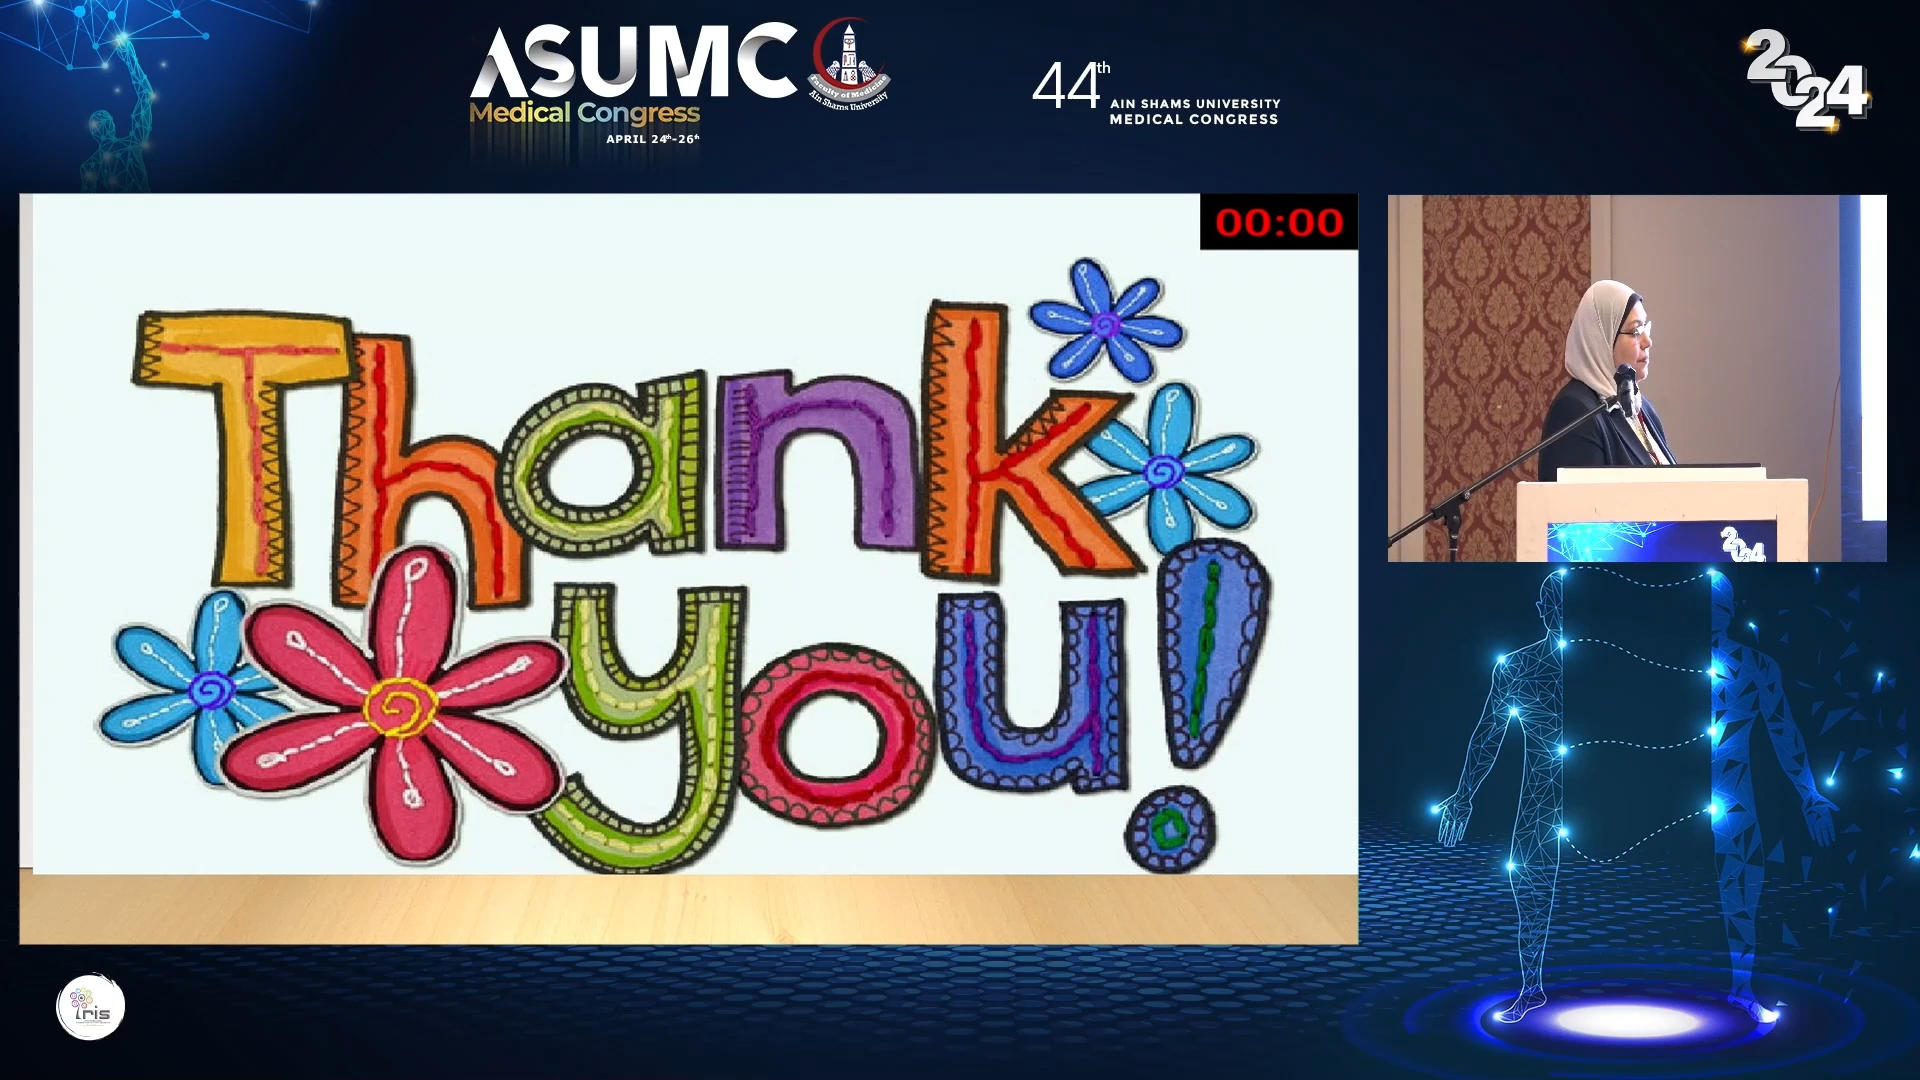 ASUMC
Medical Congress
APRIL 24th-26th
Faculty of Medicine
Ain Shams University
44th
AIN SHAMS UNIVERSITY
MEDICAL CONGRESS
2024
00:00
Thank
you!
2024
iris